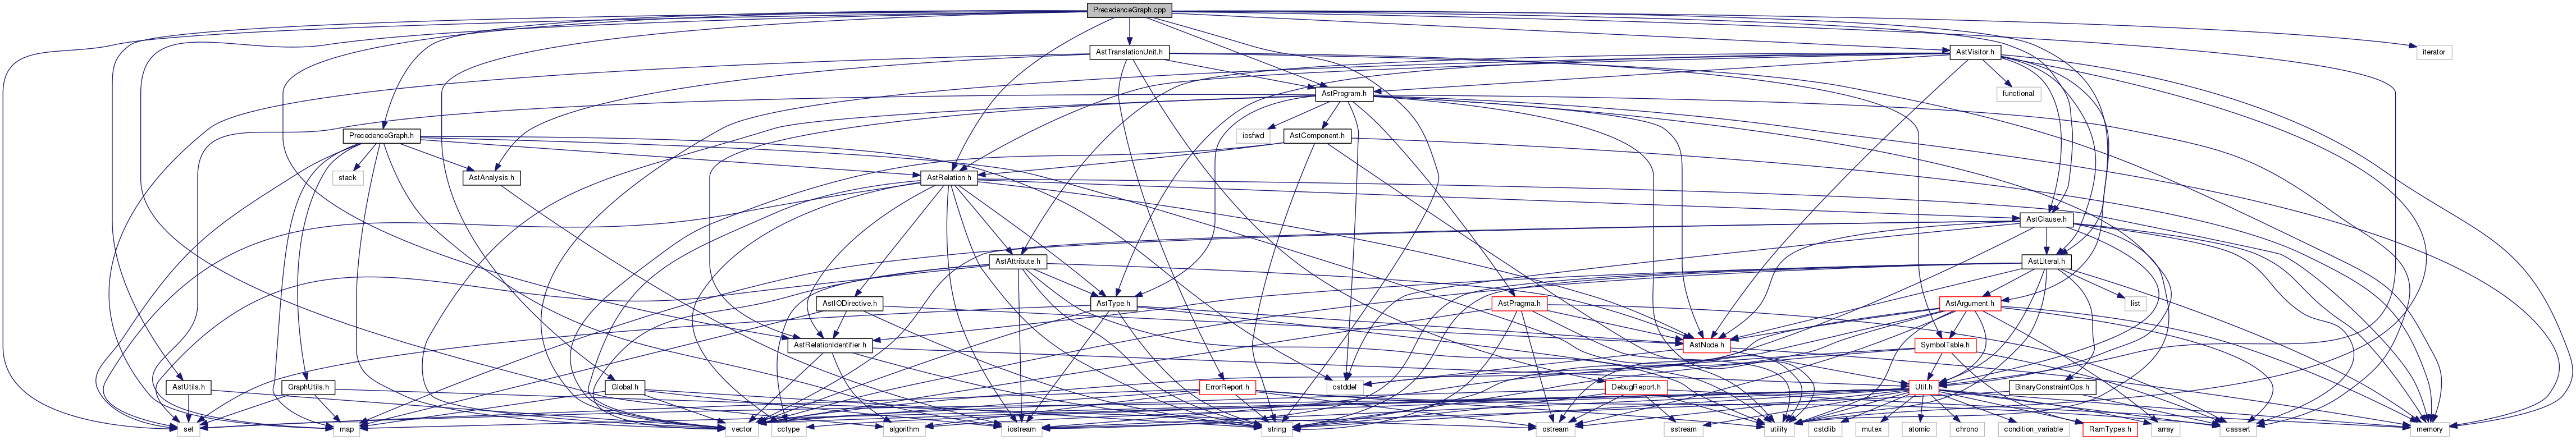 PrecedenceGraph.cpp
AstTranslationUnit.h
AstVisitor.h
iterator
AstProgram.h
functional
PrecedenceGraph.h
iosfwd
AstComponent.h
stack
AstAnalysis.h
AstRelation.h
AstClause.h
AstAttribute.h
AstLiteral.h
AstIODirective.h
AstType.h
AstPragma.h
AstArgument.h
list
AstRelationIdentifier.h
AstNode.h
SymbolTable.h
AstUtils.h
GraphUtils.h
Global.h
ErrorReport.h
cstddef
DebugReport.h
Util.h
BinaryConstraintOps.h
set
map
vector
cctype
algorithm
iostream
string
ostream
sstream
utility
cstdlib
mutex
atomic
chrono
condition_variable
RamTypes.h
array
cassert
memory